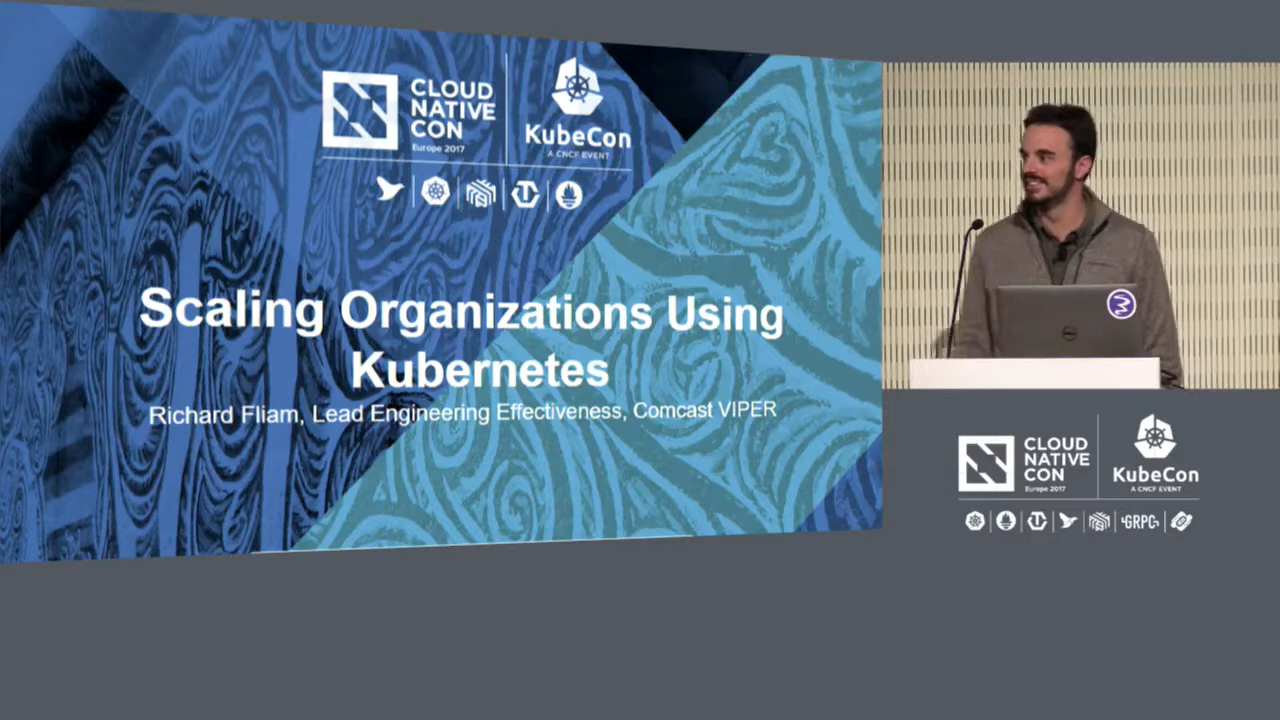 CLOUD
NATIVE
CON
Europe 2017
KubeCon
A CNCF EVENT
Scaling Organizations Using
Kubernetes
Richard Fliam, Lead Engineering Effectiveness, Comcast VIPER
DELL
CLOUD
NATIVE
CON
Europe 2017
KubeCon
A CNCF EVENT
GRPC